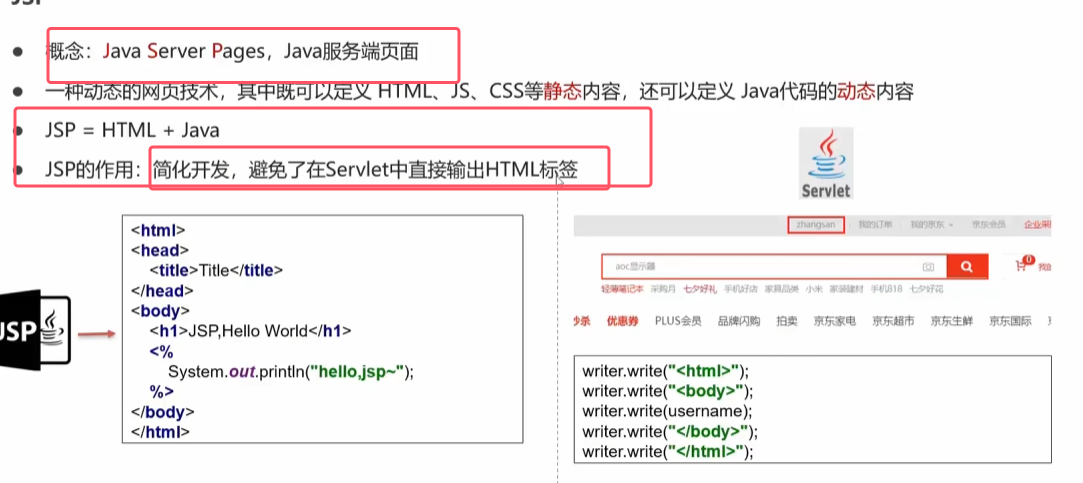 概念：Java Server Pages，Java服务端页面
一种动态的网页技术，其中既可以定义 HTML、JS、CSS等静态内容，还可以定义 Java代码的动态内容
JSP = HTML + Java
JSP的作用：简化开发，避免了在Servlet中直接输出HTML标签
Servlet
JSP
<html>
<head>
<title>Title</title>
</head>
<body>
<h1>JSP,Hello World</h1>
<%
System.out.println("hello,jsp~");
%>
</body>
</html>
zhangsan 我的订单 我的京东 京东会员 企业采
aoc显示器
0 我的
轻薄笔记本 采购月 七夕好礼 手机好店 家具品类 小米 家装建材 手机818 七夕好花
秒杀 优惠券 PLUS会员 品牌闪购 拍卖 京东家电 京东超市 京东生鲜 京东国际
writer.write("<html>");
writer.write("<body>");
writer.write(username);
writer.write("</body>");
writer.write("</html>");